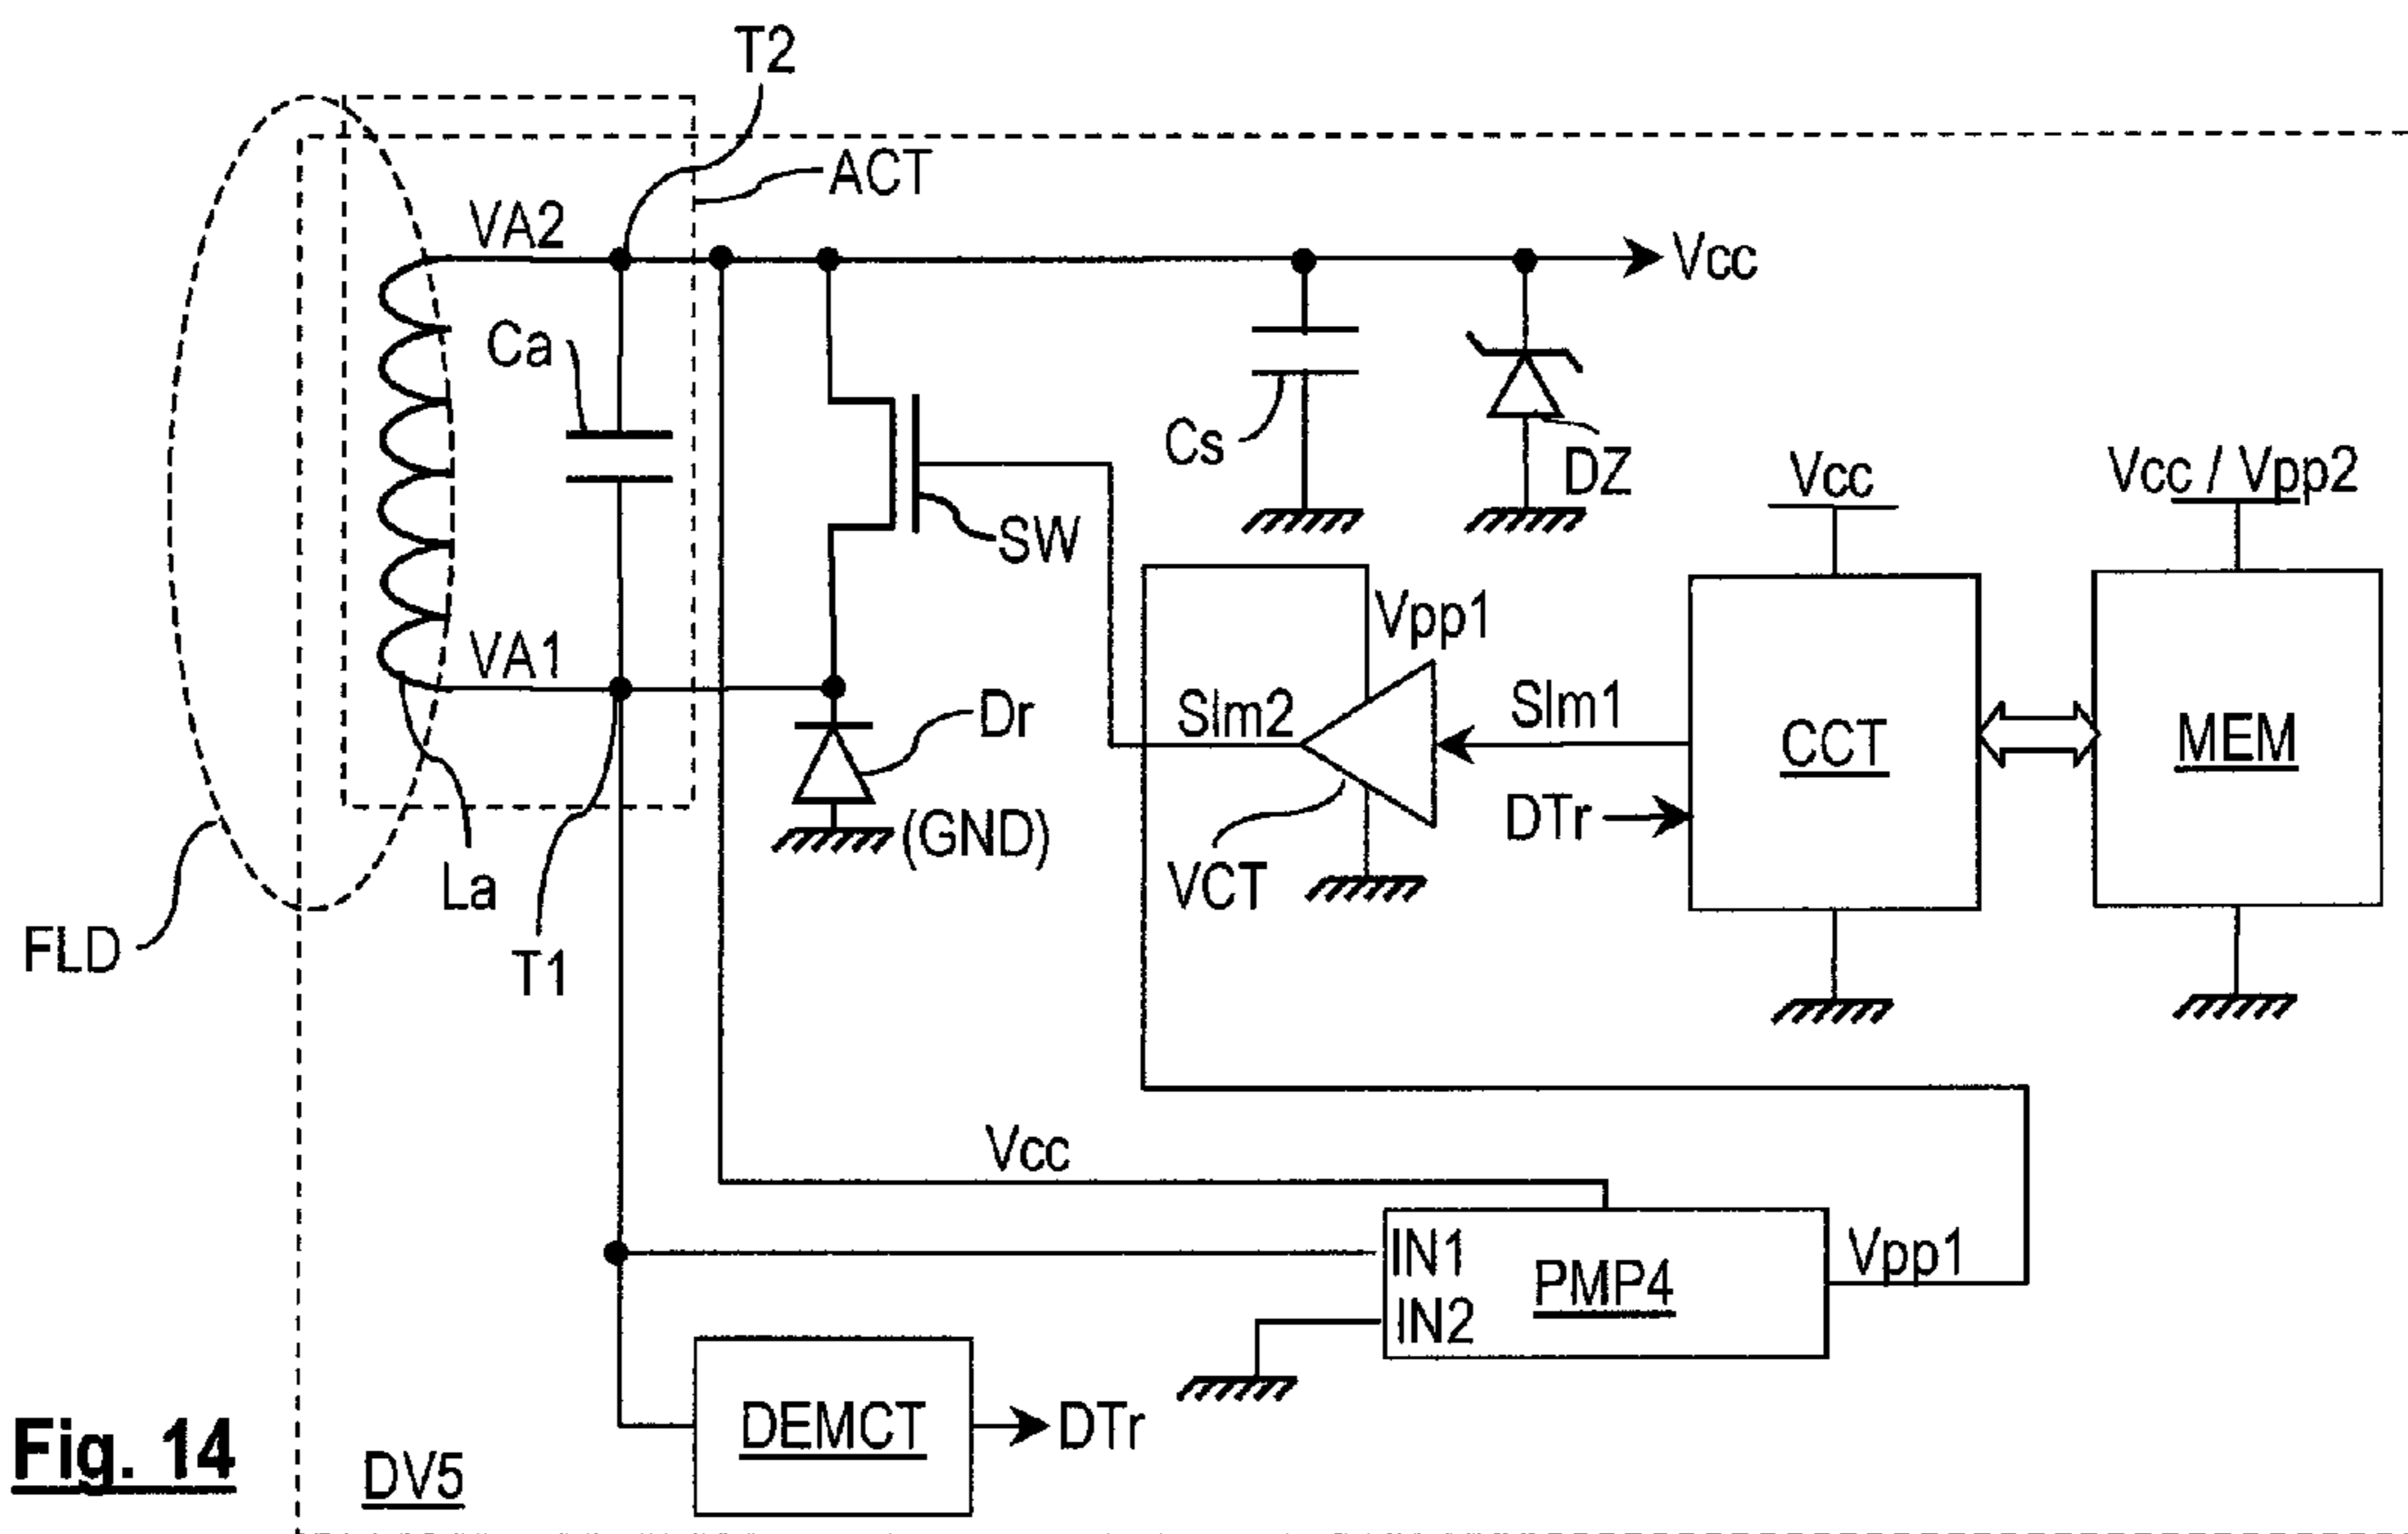 T2
ACT
VA2
Vcc
Ca
Cs
DZ
SW
Vcc
Vcc / Vpp2
Vpp1
VA1
Slm2
Slm1
Dr
CCT
MEM
(GND)
DTr
VCT
La
FLD
T1
Vcc
IN1
IN2
PMP4
Vpp1
DEMCT
DTr
DV5
Fig. 14